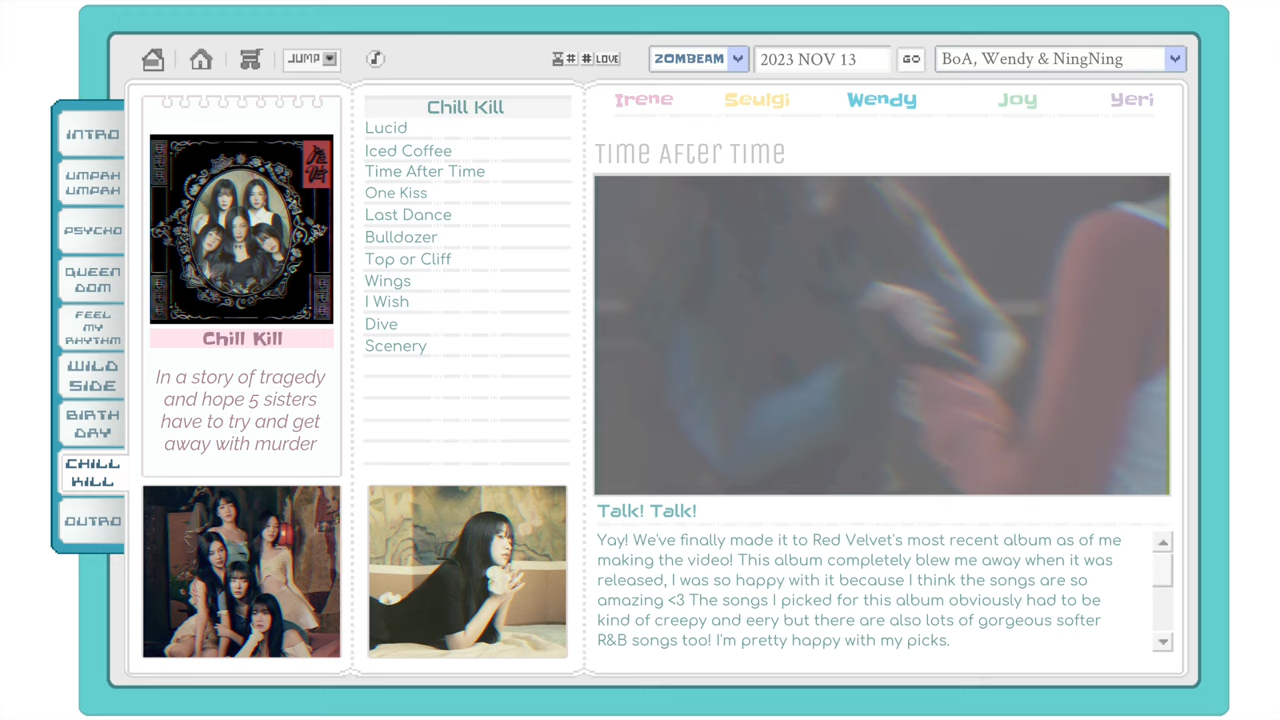 JUMP
# # LOVE
ZOMBEAM
2023 NOV 13
GO
BoA, Wendy & NingNing
INTRO
UMPAH
UMPAH
PSYCHO
QUEEN
DOM
FEEL
MY
RHYTHM
WILD
SIDE
BIRTH
DAY
CHILL
KILL
OUTRO
Chill Kill
In a story of tragedy
and hope 5 sisters
have to try and get
away with murder
Chill Kill
Lucid
Iced Coffee
Time After Time
One Kiss
Last Dance
Bulldozer
Top or Cliff
Wings
I Wish
Dive
Scenery
Irene Seulgi Wendy Joy Yeri
Time After Time
Talk! Talk!
Yay! We've finally made it to Red Velvet's most recent album as of me
making the video! This album completely blew me away when it was
released, I was so happy with it because I think the songs are so
amazing <3 The songs I picked for this album obviously had to be
kind of creepy and eery but there are also lots of gorgeous softer
R&B songs too! I'm pretty happy with my picks.